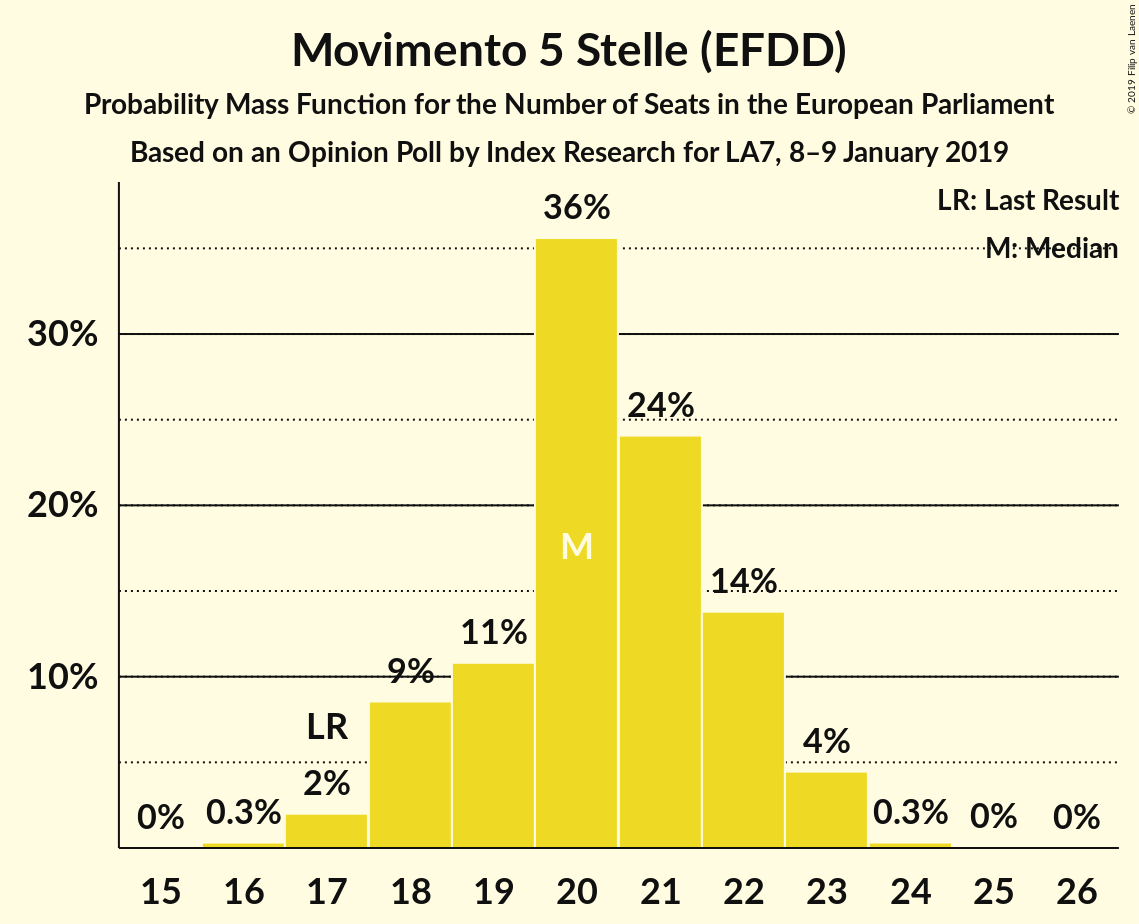 Movimento 5 Stelle (EFDD)
Probability Mass Function for the Number of Seats in the European Parliament
Based on an Opinion Poll by Index Research for LA7, 8–9 January 2019
© 2019 Filip van Laenen
LR: Last Result
M: Median
36%
30%
24%
20%
M
14%
11%
10%
9%
LR
4%
2%
0%
0.3%
0.3%
0%
0%
15 16 17 18 19 20 21 22 23 24 25 26